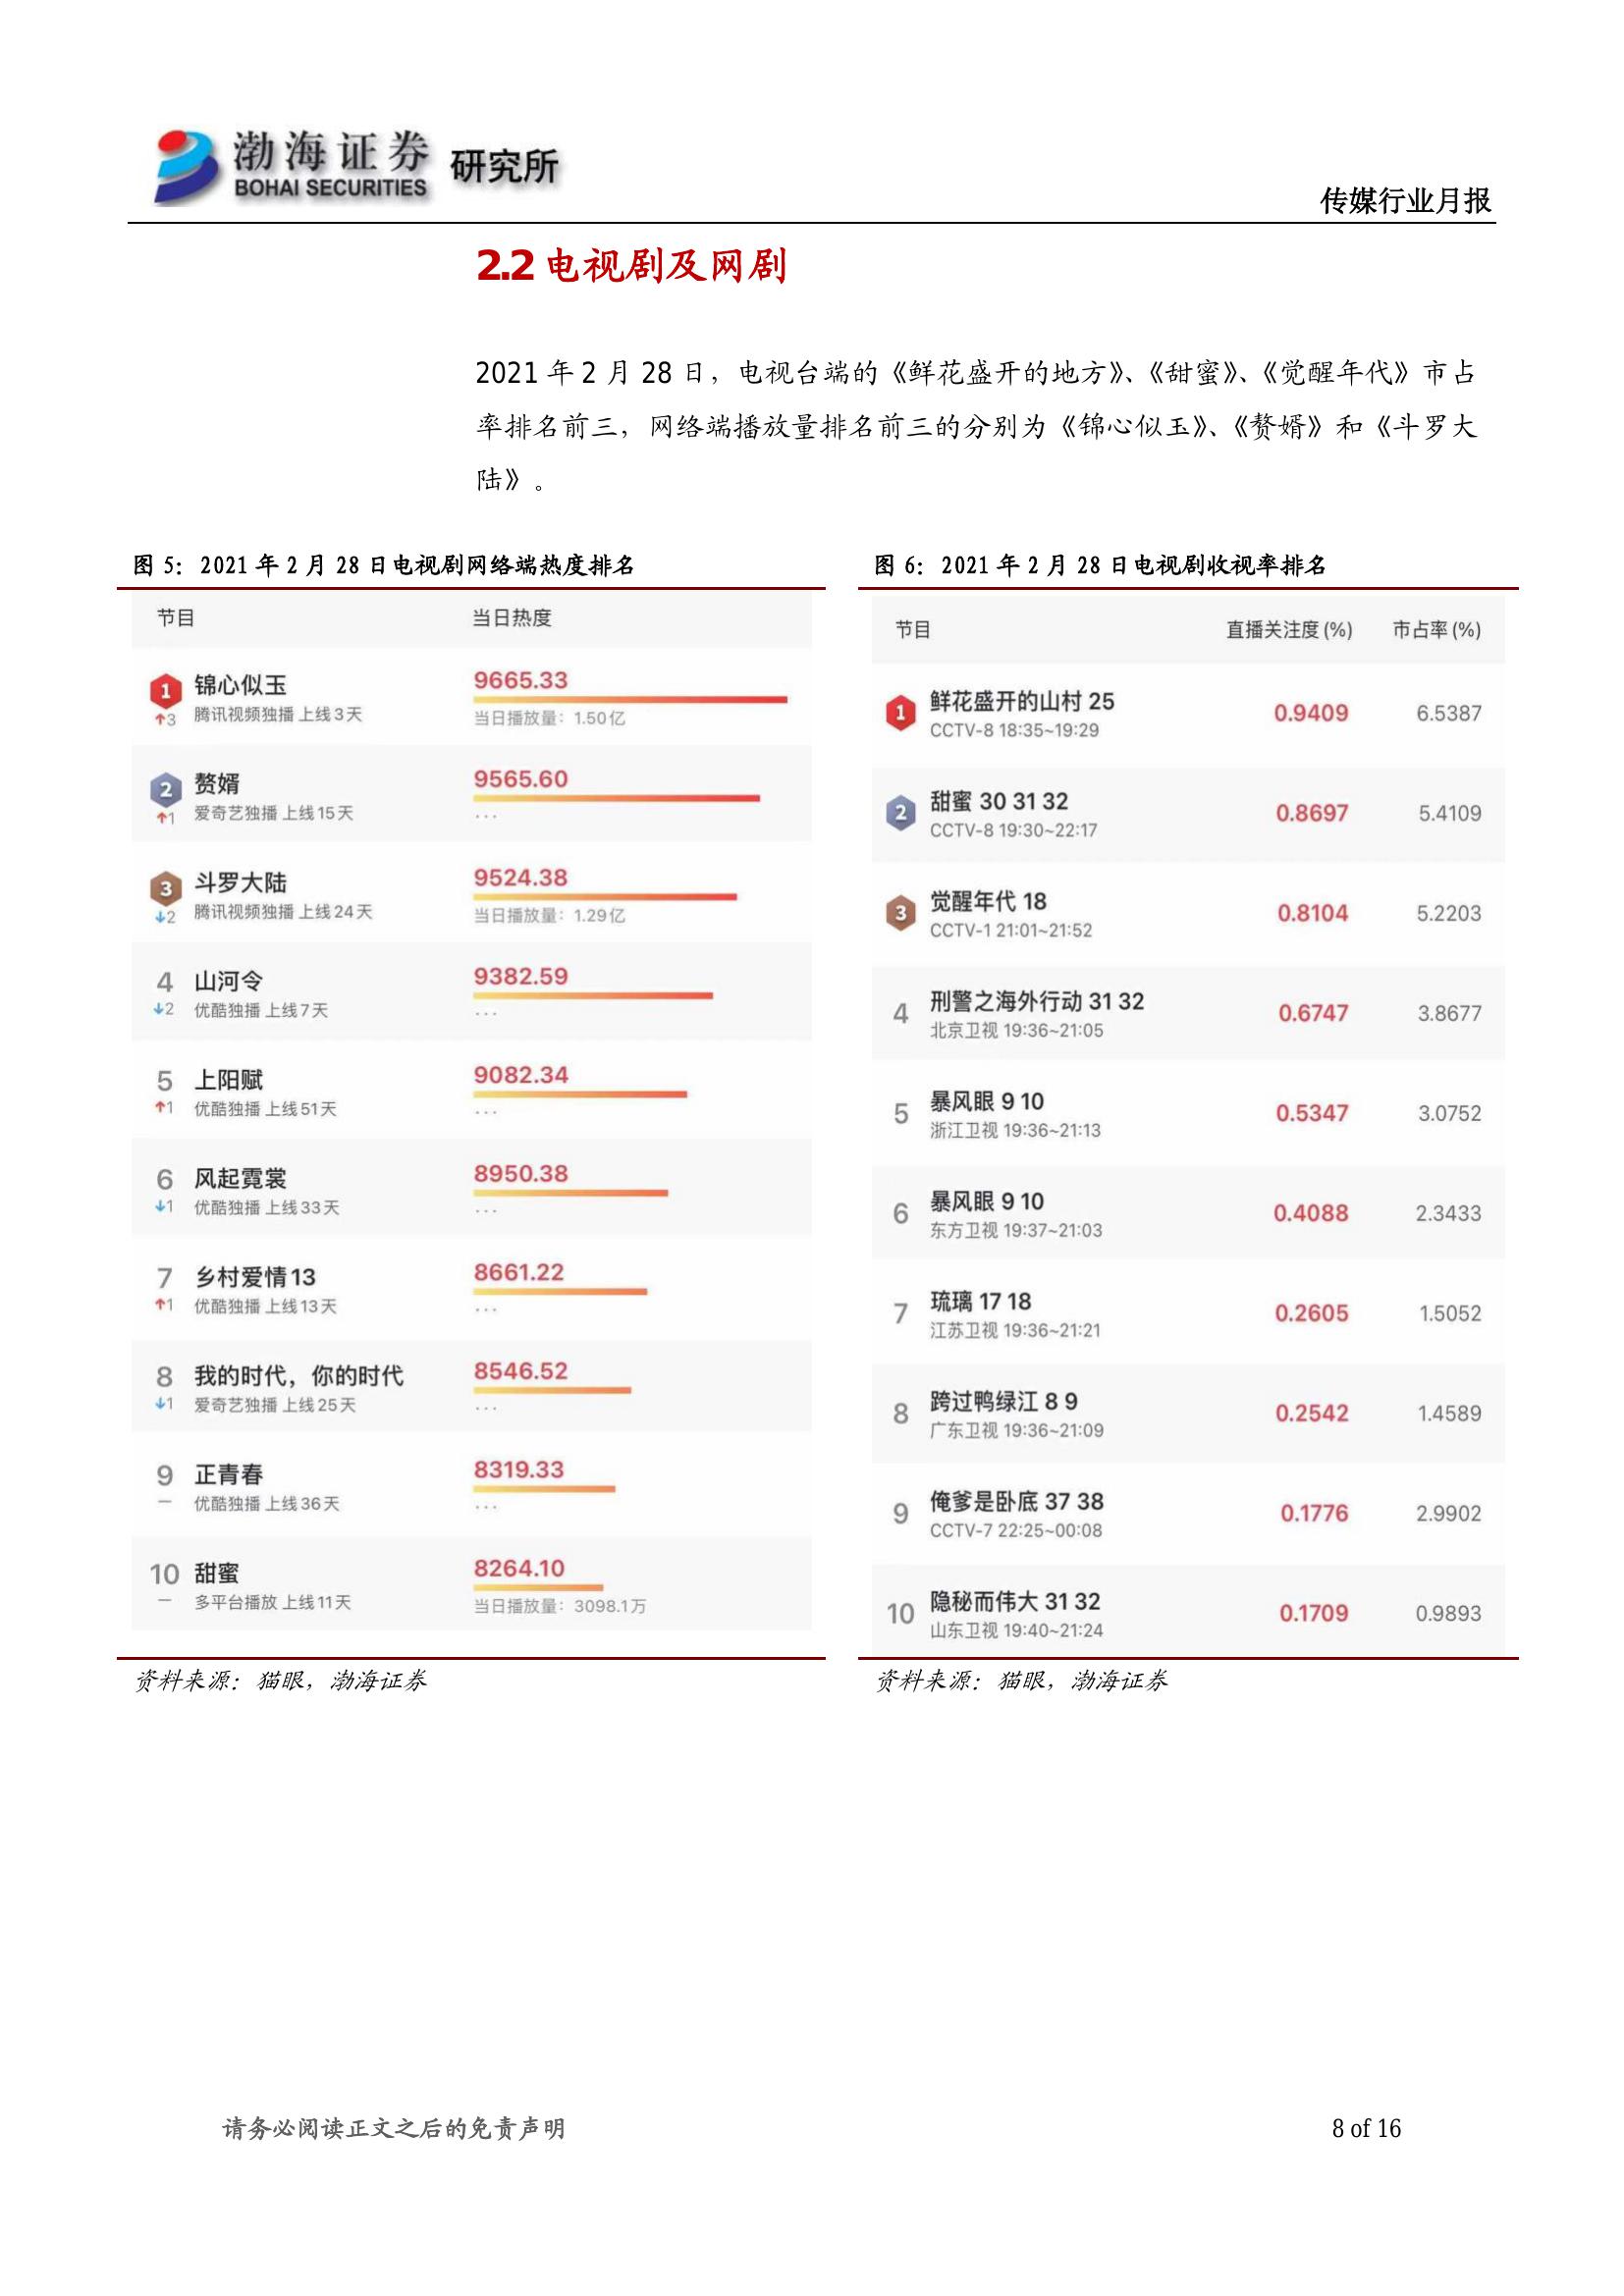 渤海证券
BOHAI SECURITIES
研究所
传媒行业月报
2.2 电视剧及网剧
2021 年 2 月 28 日，电视台端的《鲜花盛开的地方》、《甜蜜》、《觉醒年代》市占
率排名前三，网络端播放量排名前三的分别为《锦心似玉》、《赘婿》和《斗罗大
陆》。
图 5：2021 年 2 月 28 日电视剧网络端热度排名
节目 当日热度
1 锦心似玉 9665.33
↑3 腾讯视频独播 上线3天 当日播放量：1.50亿
2 赘婿 9565.60
↑1 爱奇艺独播 上线15天 ...
3 斗罗大陆 9524.38
↓2 腾讯视频独播 上线24天 当日播放量：1.29亿
4 山河令 9382.59
↓2 优酷独播 上线7天 ...
5 上阳赋 9082.34
↑1 优酷独播 上线51天 ...
6 风起霓裳 8950.38
↓1 优酷独播 上线33天 ...
7 乡村爱情13 8661.22
↑1 优酷独播 上线13天 ...
8 我的时代，你的时代 8546.52
↓1 爱奇艺独播 上线25天 ...
9 正青春 8319.33
— 优酷独播 上线36天 ...
10 甜蜜 8264.10
— 多平台播放 上线11天 当日播放量：3098.1万
资料来源：猫眼，渤海证券
图 6：2021 年 2 月 28 日电视剧收视率排名
节目 直播关注度 (%) 市占率 (%)
1 鲜花盛开的山村 25 0.9409 6.5387
CCTV-8 18:35~19:29
2 甜蜜 30 31 32 0.8697 5.4109
CCTV-8 19:30~22:17
3 觉醒年代 18 0.8104 5.2203
CCTV-1 21:01~21:52
4 刑警之海外行动 31 32 0.6747 3.8677
北京卫视 19:36~21:05
5 暴风眼 9 10 0.5347 3.0752
浙江卫视 19:36~21:13
6 暴风眼 9 10 0.4088 2.3433
东方卫视 19:37~21:03
7 琉璃 17 18 0.2605 1.5052
江苏卫视 19:36~21:21
8 跨过鸭绿江 8 9 0.2542 1.4589
广东卫视 19:36~21:09
9 俺爹是卧底 37 38 0.1776 2.9902
CCTV-7 22:25~00:08
10 隐秘而伟大 31 32 0.1709 0.9893
山东卫视 19:40~21:24
资料来源：猫眼，渤海证券
请务必阅读正文之后的免责声明
8 of 16